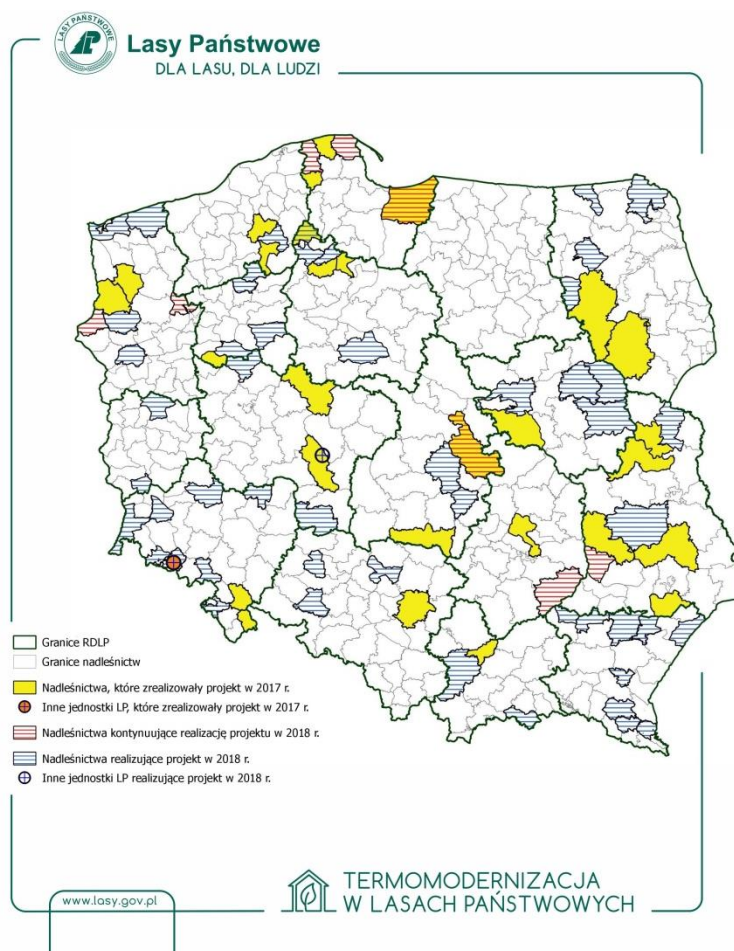 LASY PAŃSTWOWE
Lasy Państwowe
DLA LASU, DLA LUDZI
Granice RDLP
Granice nadleśnictw
Nadleśnictwa, które zrealizowały projekt w 2017 r.
Inne jednostki LP, które zrealizowały projekt w 2017 r.
Nadleśnictwa kontynuujące realizację projektu w 2018 r.
Nadleśnictwa realizujące projekt w 2018 r.
Inne jednostki LP realizujące projekt w 2018 r.
www.lasy.gov.pl
TERMOMODERNIZACJA
W LASACH PAŃSTWOWYCH